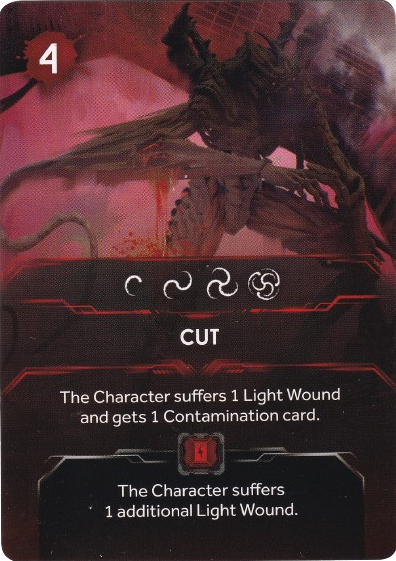 4
CUT
The Character suffers 1 Light Wound
and gets 1 Contamination card.
The Character suffers
1 additional Light Wound.